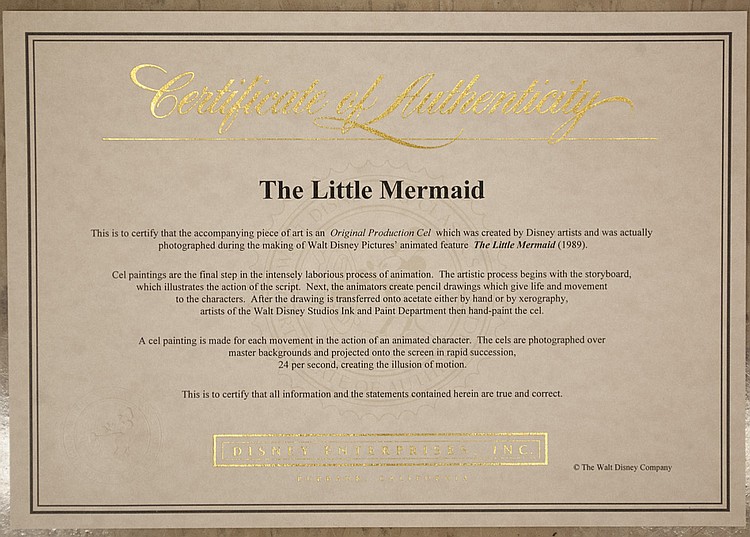 Certificate of Authenticity
The Little Mermaid
This is to certify that the accompanying piece of art is an Original Production Cel which was created by Disney artists and was actually
photographed during the making of Walt Disney Pictures' animated feature The Little Mermaid (1989).
Cel paintings are the final step in the intensely laborious process of animation. The artistic process begins with the storyboard,
which illustrates the action of the script. Next, the animators create pencil drawings which give life and movement
to the characters. After the drawing is transferred onto acetate either by hand or by xerography,
artists of the Walt Disney Studios Ink and Paint Department then hand-paint the cel.
A cel painting is made for each movement in the action of an animated character. The cels are photographed over
master backgrounds and projected onto the screen in rapid succession,
24 per second, creating the illusion of motion.
This is to certify that all information and the statements contained herein are true and correct.
DISNEY ENTERPRISES, INC.
BURBANK, CALIFORNIA
© The Walt Disney Company